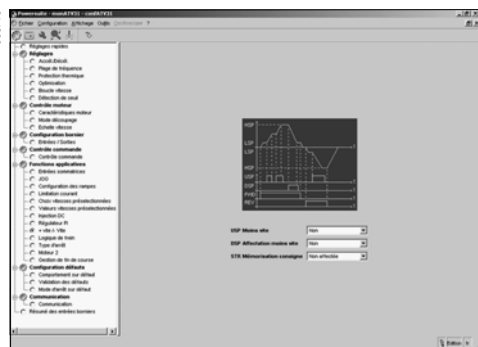 Powersuite - monATV31 - confATV31
Fichier Configuration Affichage Outils Oscilloscope ?
Réglages rapides
Réglages
Accél./Décél.
Plage de fréquence
Protection thermique
Optimisation
Boucle vitesse
Détection de seuil
Contrôle moteur
Caractéristiques moteur
Mode découpage
Echelle vitesse
Configuration bornier
Entrées / Sorties
Contrôle commande
Contrôle commande
Fonctions applicatives
Entrées sommatrices
JOG
Configuration des rampes
Limitation courant
Choix vitesses présélectionnées
Valeurs vitesses présélectionnées
Injection DC
Régulateur PI
+ vite / - Vite
Logique de frein
Type d'arrêt
Moteur 2
Gestion de fin de course
Configuration défauts
Comportement sur défaut
Validation des défauts
Mode d'arrêt sur défaut
Communication
Communication
Résumé des entrées borniers
HSP
LSP
LSP
HSP
USP
DSP
FWD
REV
t
t
t
t
t
USP Moins vite
Non
DSP Affectation moins vite
Non
STR Mémorisation consigne
Non affectée
Edition